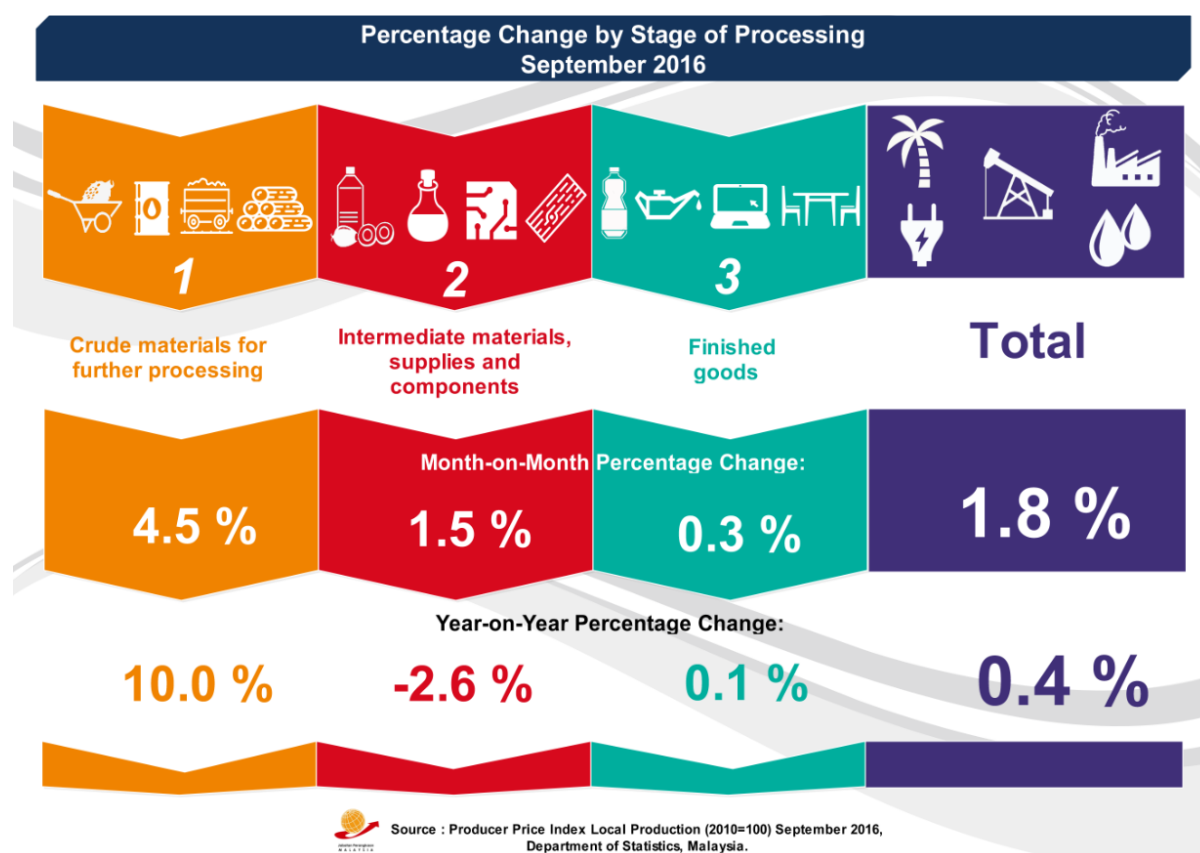 Percentage Change by Stage of Processing
September 2016
1
2
3
Crude materials for
further processing
Intermediate materials,
supplies and
components
Finished
goods
Total
Month-on-Month Percentage Change:
4.5 %
1.5 %
0.3 %
1.8 %
Year-on-Year Percentage Change:
10.0 %
-2.6 %
0.1 %
0.4 %
Jabatan Perangkaan
MALAYSIA
Source : Producer Price Index Local Production (2010=100) September 2016,
Department of Statistics, Malaysia.